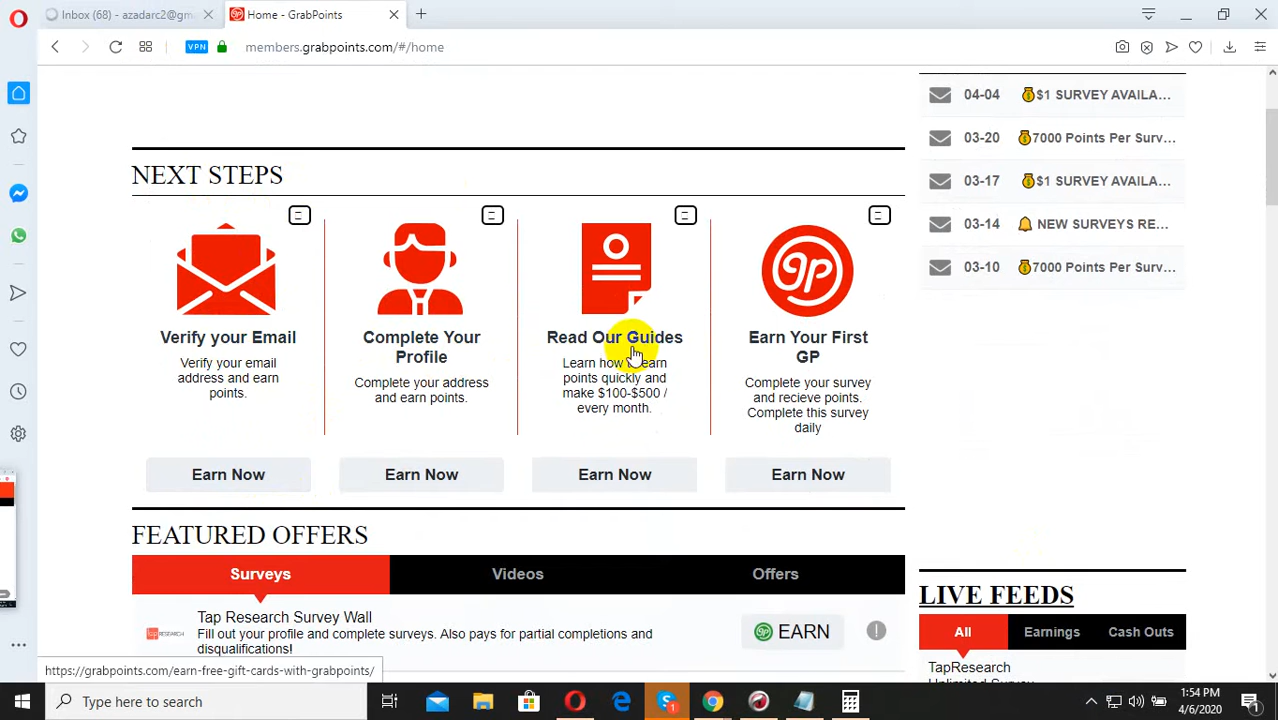 Inbox (68) - azadarc2@gm
Home - GrabPoints
VPN
members.grabpoints.com/#/home
04-04 $1 SURVEY AVAILA...
03-20 7000 Points Per Surv...
03-17 $1 SURVEY AVAILA...
03-14 NEW SURVEYS RE...
03-10 7000 Points Per Surv...
NEXT STEPS
gp
Verify your Email
Verify your email
address and earn
points.
Earn Now
Complete Your
Profile
Complete your address
and earn points.
Earn Now
Read Our Guides
Learn how earn
points quickly and
make $100-$500 /
every month.
Earn Now
Earn Your First
GP
Complete your survey
and recieve points.
Complete this survey
daily
Earn Now
FEATURED OFFERS
Surveys
Videos
Offers
tapRESEARCH
Tap Research Survey Wall
Fill out your profile and complete surveys. Also pays for partial completions and
disqualifications!
EARN
LIVE FEEDS
All
Earnings
Cash Outs
TapResearch
Unlimited Survey
https://grabpoints.com/earn-free-gift-cards-with-grabpoints/
Type here to search
1:54 PM
4/6/2020